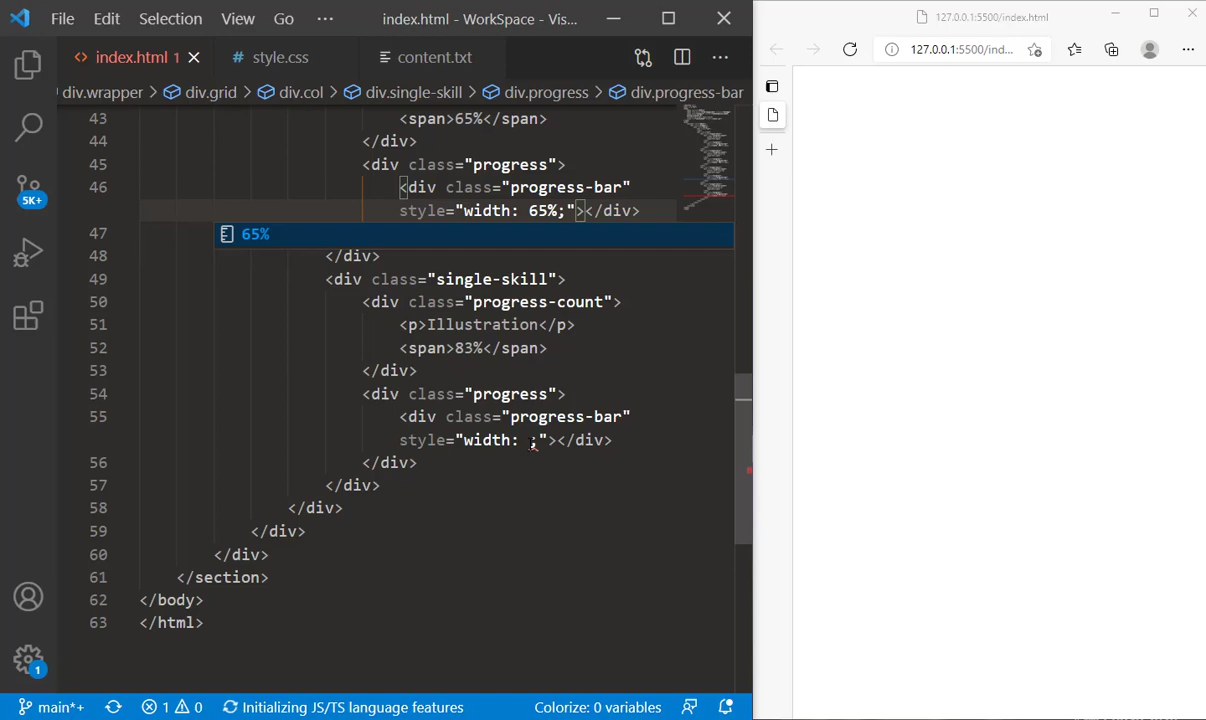 File Edit Selection View Go ··· index.html - WorkSpace - Vis...
index.html 1 # style.css content.txt ···
div.wrapper > div.grid > div.col > div.single-skill > div.progress > div.progress-bar
43 <span>65%</span>
44 </div>
45 <div class="progress">
46 <div class="progress-bar"
style="width: 65%;"></div>
65%
47
48 </div>
49 <div class="single-skill">
50 <div class="progress-count">
51 <p>Illustration</p>
52 <span>83%</span>
53 </div>
54 <div class="progress">
55 <div class="progress-bar"
style="width: ;"></div>
56 </div>
57 </div>
58 </div>
59 </div>
60 </div>
61 </section>
62 </body>
63 </html>
5K+
1
main*+ 1 0 Initializing JS/TS language features Colorize: 0 variables
127.0.0.1:5500/index.html
127.0.0.1:5500/ind...